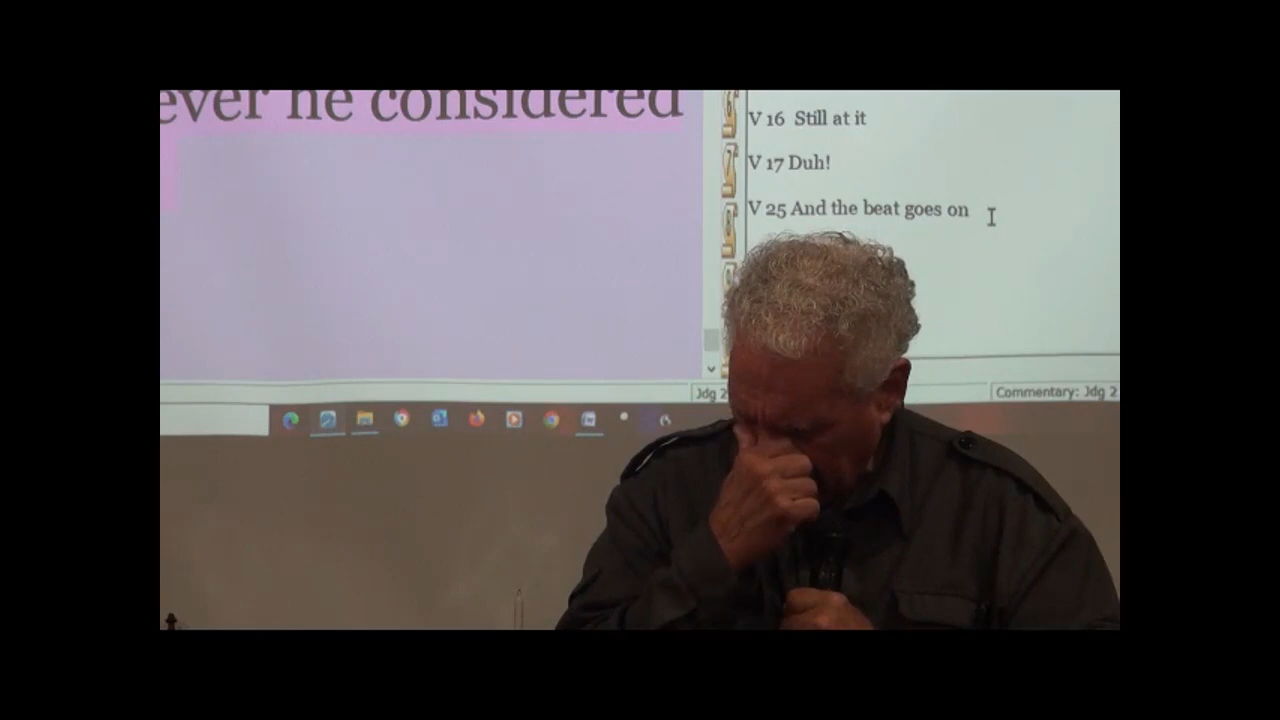 ever he considered
V 16 Still at it
V 17 Duh!
V 25 And the beat goes on
Jdg 2
Commentary: Jdg 2